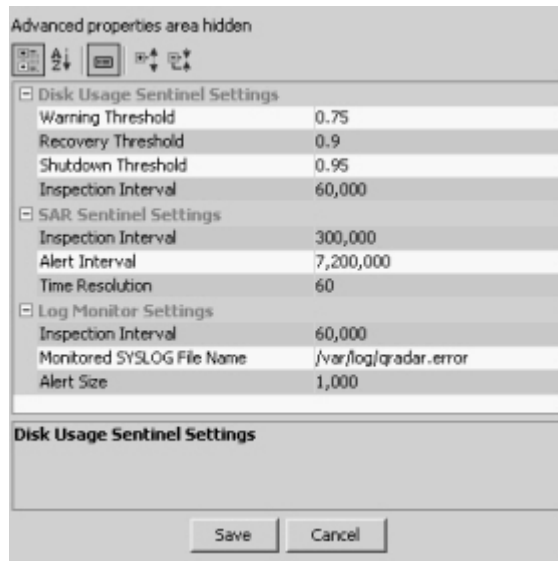 Advanced properties area hidden
Disk Usage Sentinel Settings
Warning Threshold 0.75
Recovery Threshold 0.9
Shutdown Threshold 0.95
Inspection Interval 60,000
SAR Sentinel Settings
Inspection Interval 300,000
Alert Interval 7,200,000
Time Resolution 60
Log Monitor Settings
Inspection Interval 60,000
Monitored SYSLOG File Name /var/log/qradar.error
Alert Size 1,000
Disk Usage Sentinel Settings
Save Cancel